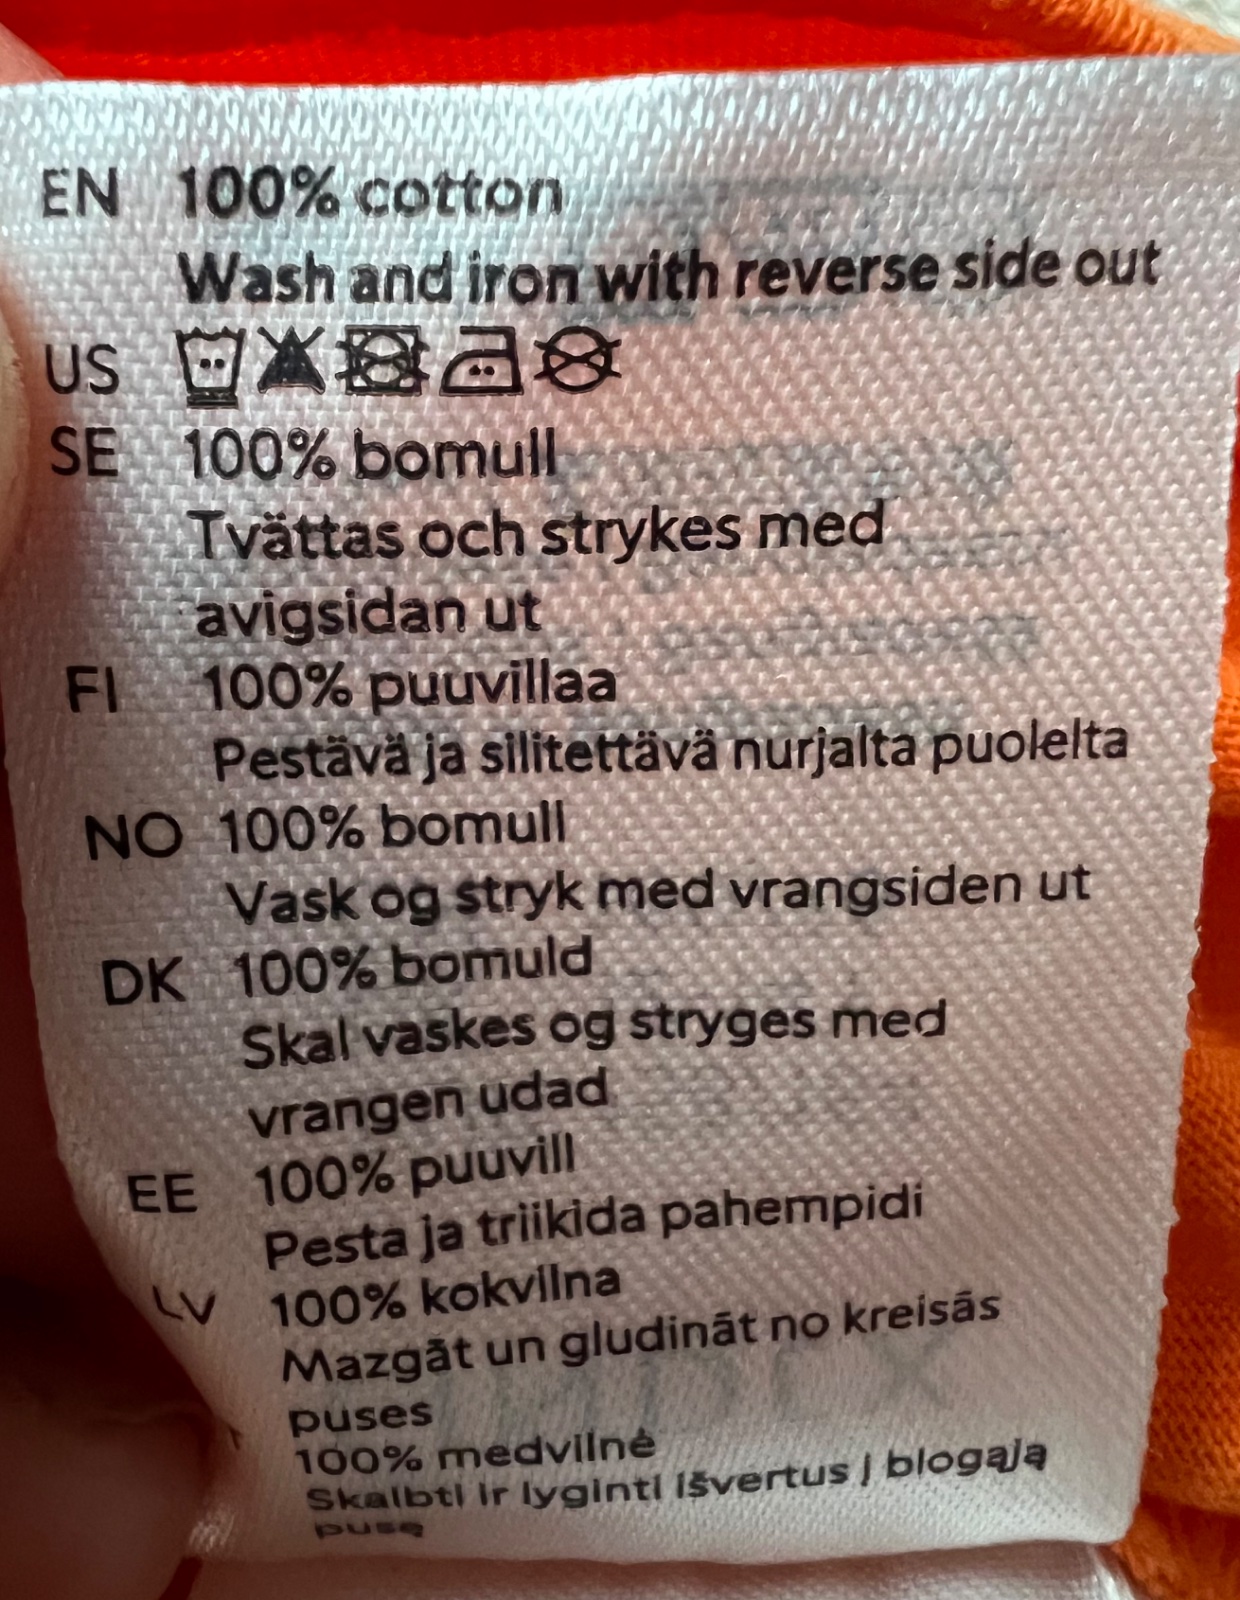 EN 100% cotton
Wash and iron with reverse side out
US
SE 100% bomull
Tvättas och strykes med
avigsidan ut
FI 100% puuvillaa
Pestävä ja silitettävä nurjalta puolelta
NO 100% bomull
Vask og stryk med vrangsiden ut
DK 100% bomuld
Skal vaskes og stryges med
vrangen udad
EE 100% puuvill
Pesta ja triikida pahempidi
LV 100% kokvilna
Mazgāt un gludināt no kreisās
puses
100% medvilnė
Skalbti ir lyginti išvertus į blogąją
pusę